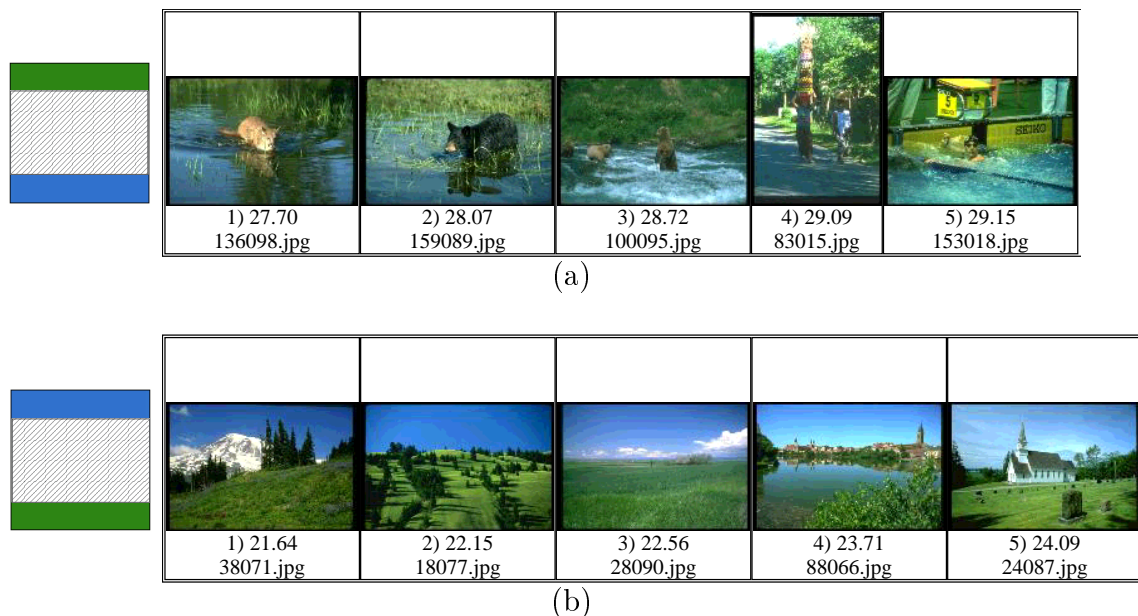 5
SEIKO
1) 27.70 2) 28.07 3) 28.72 4) 29.09 5) 29.15
136098.jpg 159089.jpg 100095.jpg 83015.jpg 153018.jpg
(a)
1) 21.64 2) 22.15 3) 22.56 4) 23.71 5) 24.09
38071.jpg 18077.jpg 28090.jpg 88066.jpg 24087.jpg
(b)